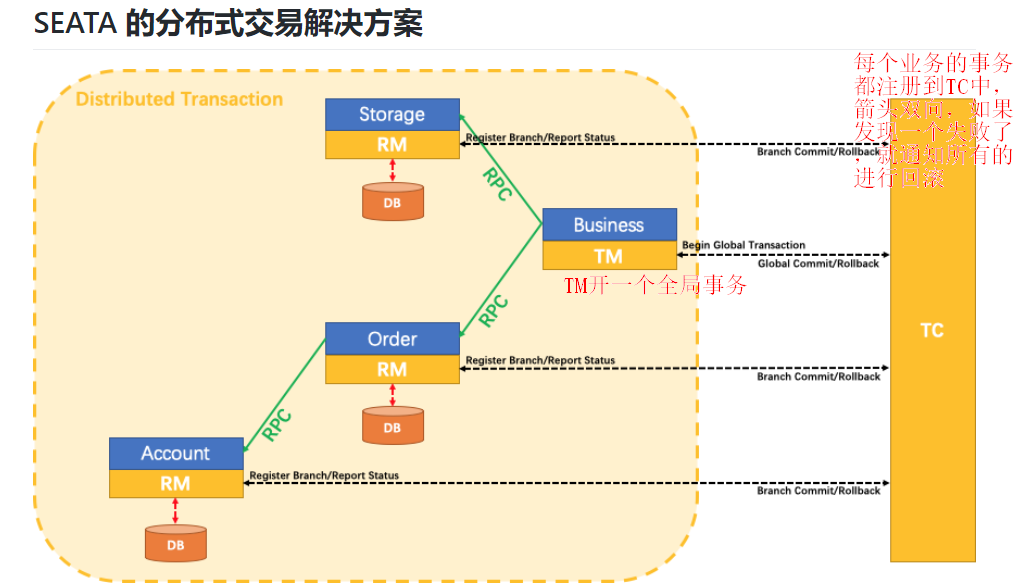 SEATA 的分布式交易解决方案
每个业务的事务
都注册到TC中，
箭头双向，如果
发现一个失败了
，就通知所有的
进行回滚
Distributed Transaction
Storage
RM
DB
Register Branch/Report Status
Branch Commit/Rollback
RPC
Business
TM
Begin Global Transaction
Global Commit/Rollback
TM开一个全局事务
RPC
Order
RM
DB
Register Branch/Report Status
Branch Commit/Rollback
TC
RPC
Account
RM
DB
Register Branch/Report Status
Branch Commit/Rollback